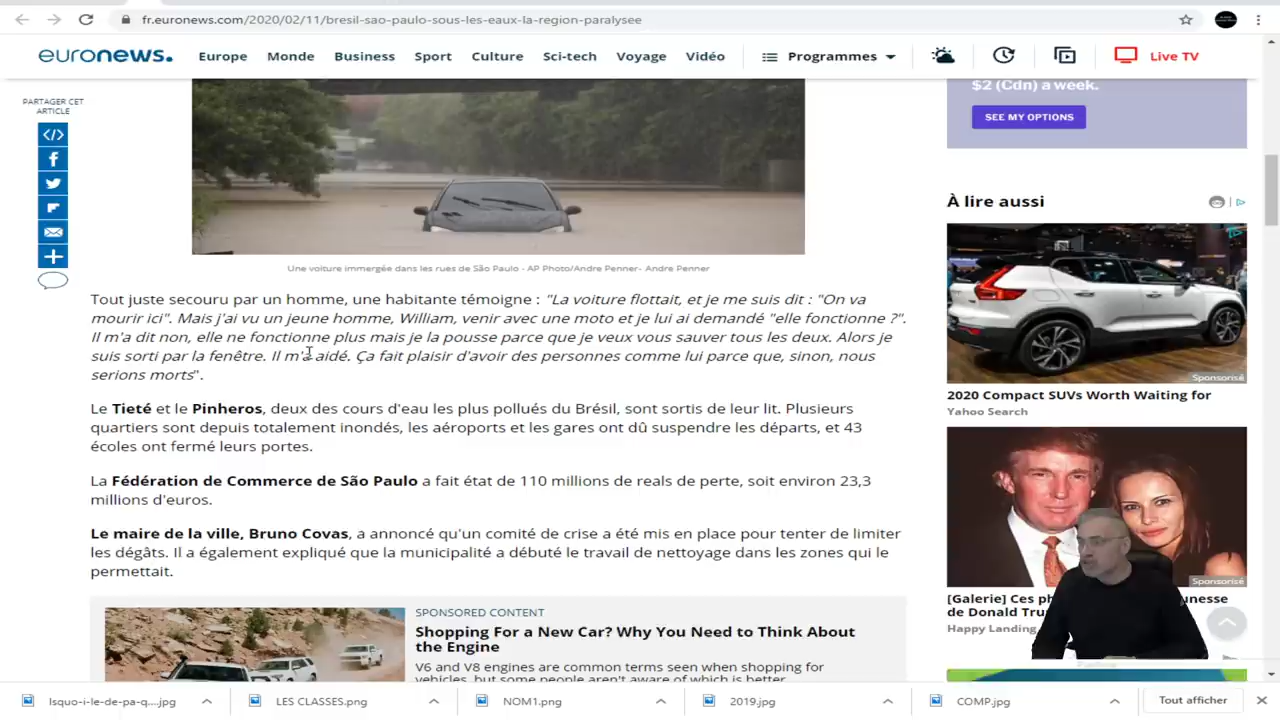 fr.euronews.com/2020/02/11/bresil-sao-paulo-sous-les-eaux-la-region-paralysee
euronews.
Europe Monde Business Sport Culture Sci-tech Voyage Vidéo Programmes Live TV
PARTAGER CET
ARTICLE
$2 (Cdn) a week.
SEE MY OPTIONS
Une voiture immergée dans les rues de São Paulo - AP Photo/Andre Penner- Andre Penner
Tout juste secouru par un homme, une habitante témoigne : "La voiture flottait, et je me suis dit : "On va
mourir ici". Mais j'ai vu un jeune homme, William, venir avec une moto et je lui ai demandé "elle fonctionne ?".
Il m'a dit non, elle ne fonctionne plus mais je la pousse parce que je veux vous sauver tous les deux. Alors je
suis sorti par la fenêtre. Il m'a aidé. Ça fait plaisir d'avoir des personnes comme lui parce que, sinon, nous
serions morts".
Le Tieté et le Pinheros, deux des cours d'eau les plus pollués du Brésil, sont sortis de leur lit. Plusieurs
quartiers sont depuis totalement inondés, les aéroports et les gares ont dû suspendre les départs, et 43
écoles ont fermé leurs portes.
La Fédération de Commerce de São Paulo a fait état de 110 millions de reals de perte, soit environ 23,3
millions d'euros.
Le maire de la ville, Bruno Covas, a annoncé qu'un comité de crise a été mis en place pour tenter de limiter
les dégâts. Il a également expliqué que la municipalité a débuté le travail de nettoyage dans les zones qui le
permettait.
SPONSORED CONTENT
Shopping For a New Car? Why You Need to Think About
the Engine
V6 and V8 engines are common terms seen when shopping for
vehicles, but some people aren't aware of which is better.
À lire aussi
Sponsorisé
2020 Compact SUVs Worth Waiting for
Yahoo Search
Sponsorisé
[Galerie] Ces
de Donald
Happy Landing
lsquo-i-le-de-pa-q....jpg LES CLASSES.png NOM1.png 2019.jpg COMP.jpg Tout afficher